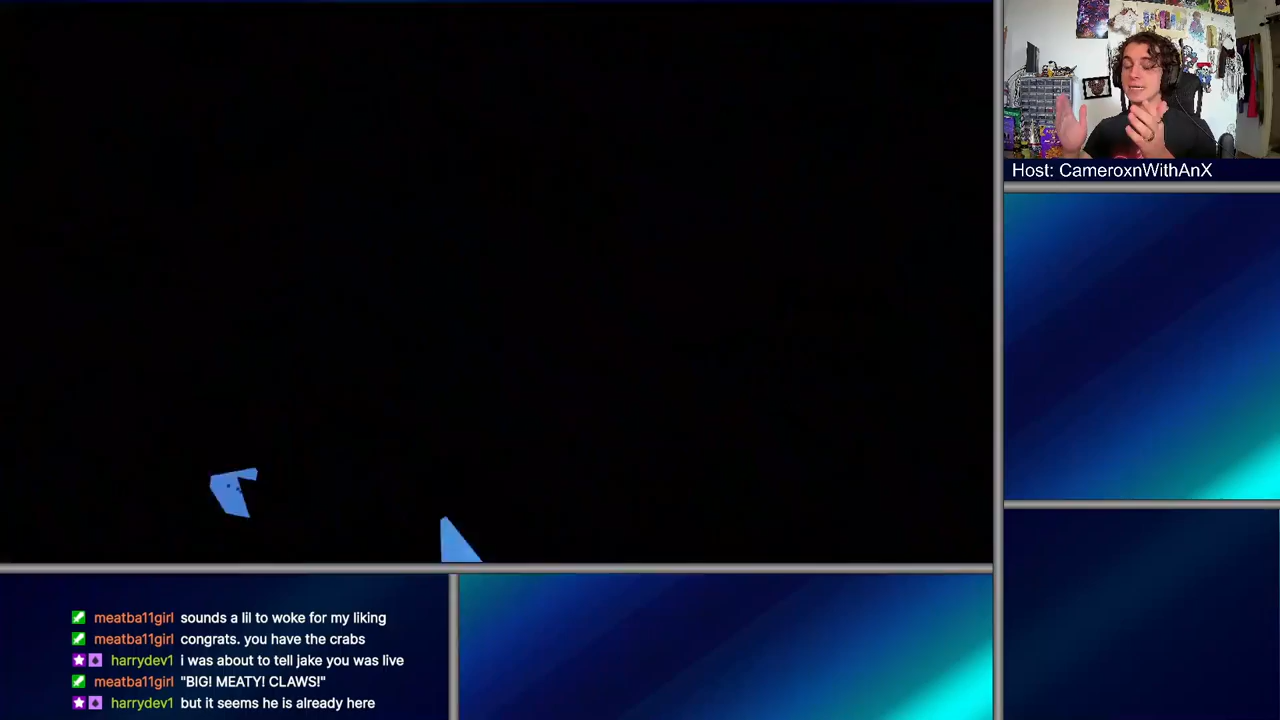 Host: CameroxnWithAnX
meatba11girl sounds a lil to woke for my liking
meatba11girl congrats. you have the crabs
harrydev1 i was about to tell jake you was live
meatba11girl "BIG! MEATY! CLAWS!"
harrydev1 but it seems he is already here